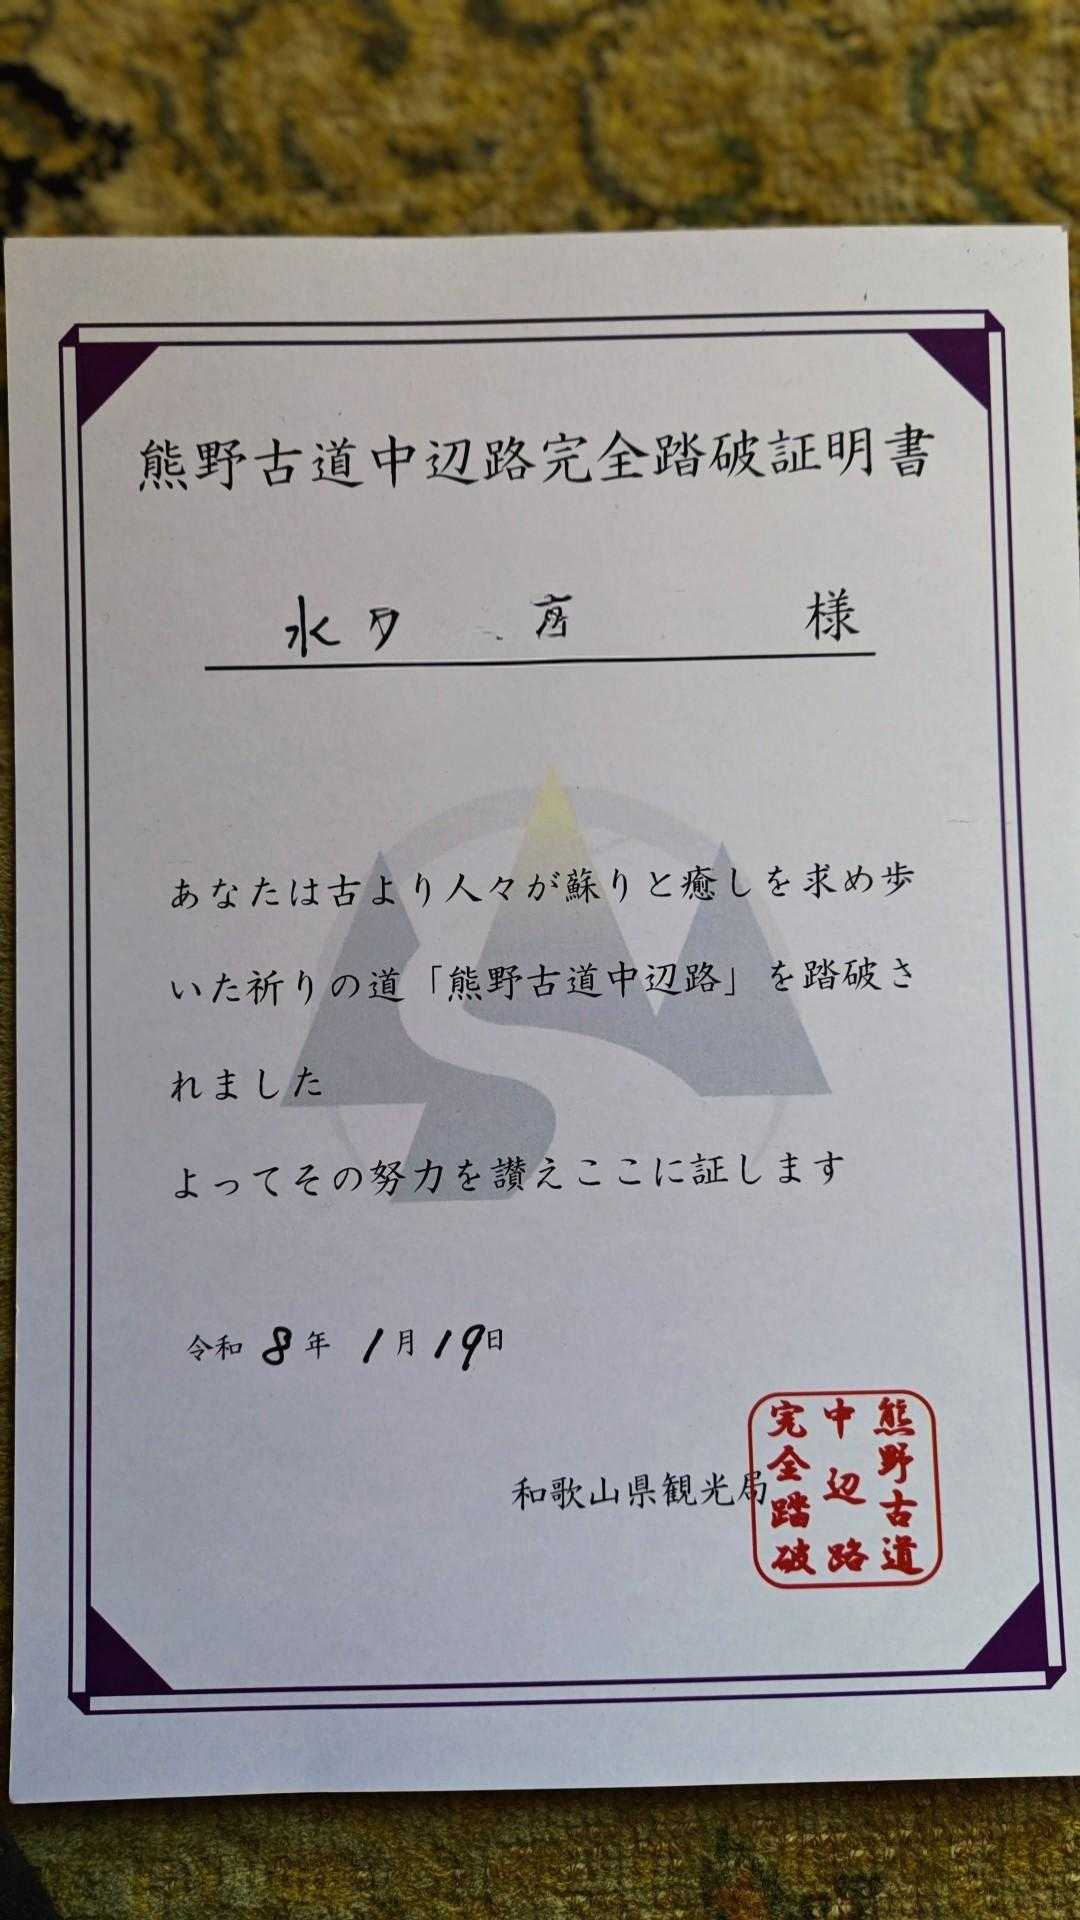 熊野古道中辺路完全踏破証明書
様
あなたは古より人々が蘇りと癒しを求め歩
いた祈りの道「熊野古道中辺路」を踏破さ
れました
よってその努力を讃えここに証します
令和 8年 1月19日
和歌山県観光局
熊野古道
中辺路
完全踏破